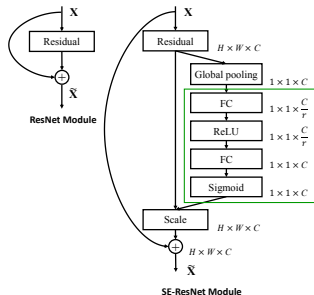 X
Residual
+
X̃
ResNet Module
X
Residual
H × W × C
Global pooling
1 × 1 × C
FC
1 × 1 × C/r
ReLU
1 × 1 × C/r
FC
1 × 1 × C
Sigmoid
1 × 1 × C
Scale
H × W × C
+
H × W × C
X̃
SE-ResNet Module